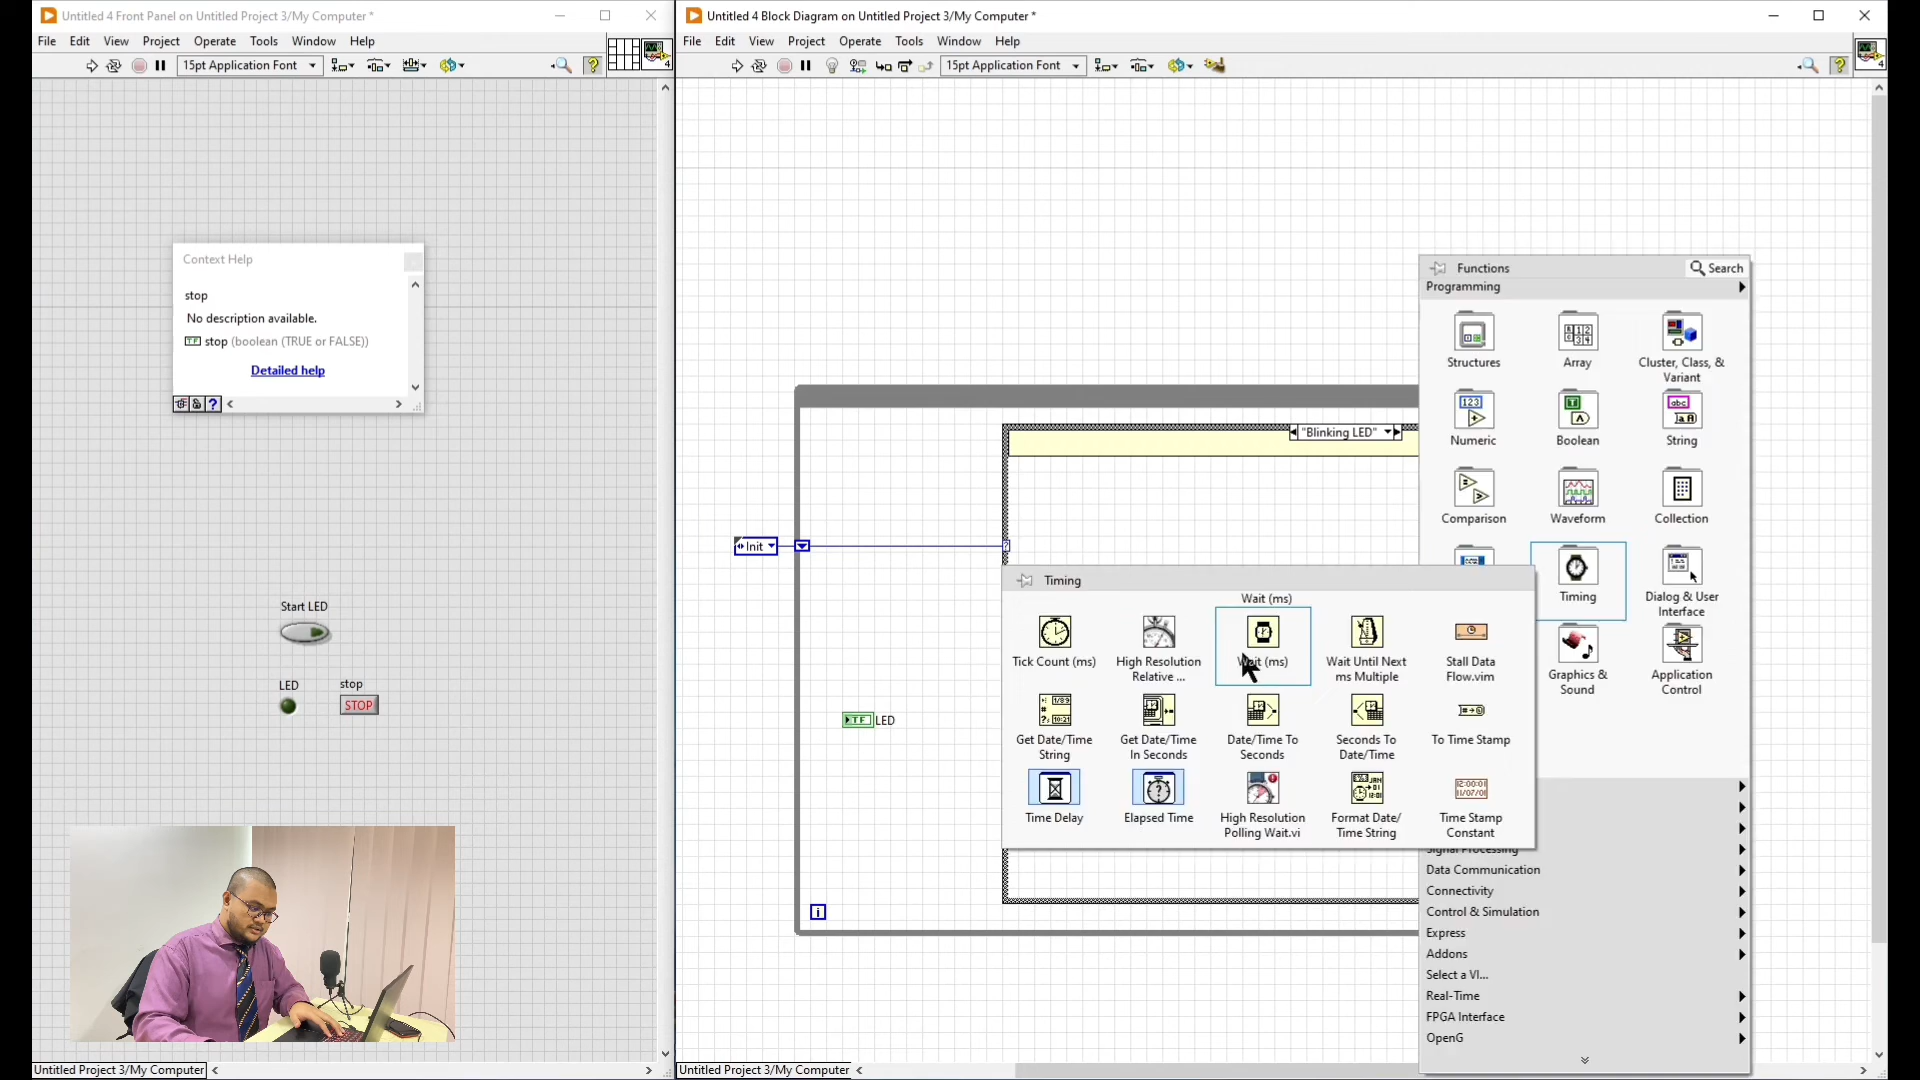 Untitled 4 Front Panel on Untitled Project 3/My Computer *
File Edit View Project Operate Tools Window Help
15pt Application Font
4
Context Help
stop
No description available.
TF stop (boolean (TRUE or FALSE))
Detailed help
Start LED
LED
stop
STOP
Untitled Project 3/My Computer
Untitled 4 Block Diagram on Untitled Project 3/My Computer *
File Edit View Project Operate Tools Window Help
15pt Application Font
4
"Blinking LED"
Init
TF LED
i
Functions
Search
Programming
Structures
Array
Cluster, Class, & Variant
Numeric
Boolean
String
Comparison
Waveform
Collection
Timing
Dialog & User Interface
Graphics & Sound
Application Control
Signal Processing
Data Communication
Connectivity
Control & Simulation
Express
Addons
Select a VI...
Real-Time
FPGA Interface
OpenG
Timing
Wait (ms)
Tick Count (ms)
High Resolution Relative ...
Wait (ms)
Wait Until Next ms Multiple
Stall Data Flow.vim
Get Date/Time String
Get Date/Time In Seconds
Date/Time To Seconds
Seconds To Date/Time
To Time Stamp
Time Delay
Elapsed Time
High Resolution Polling Wait.vi
Format Date/ Time String
Time Stamp Constant
Untitled Project 3/My Computer